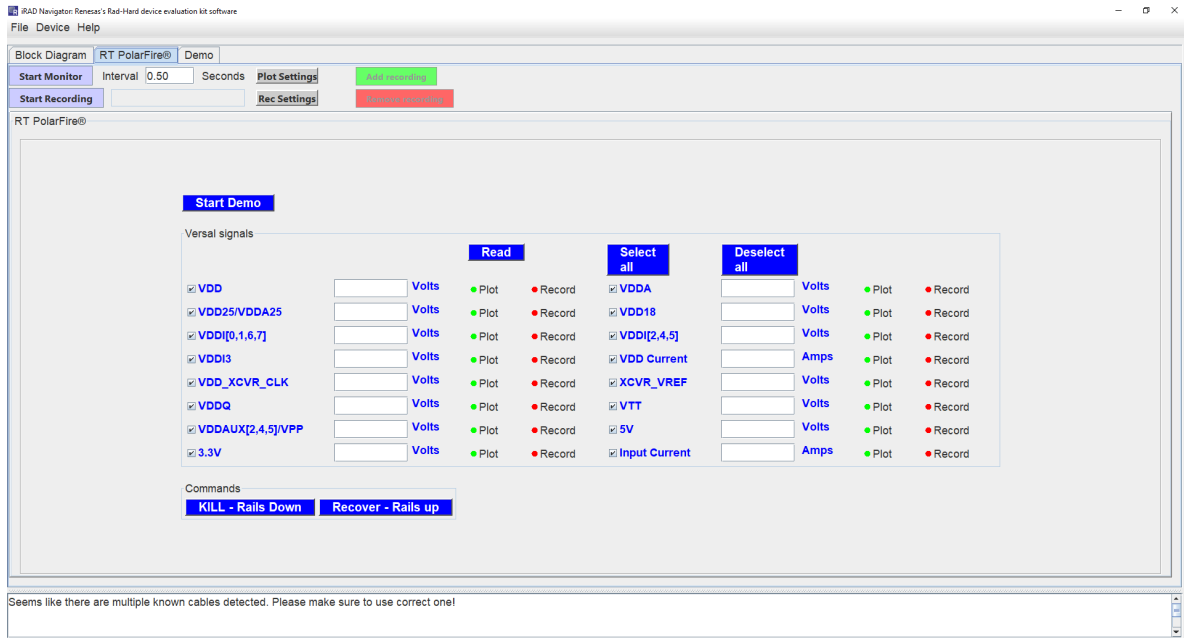 iRAD Navigator: Renesas's Rad-Hard device evaluation kit software
File Device Help
Block Diagram RT PolarFire® Demo
Start Monitor Interval 0.50 Seconds Plot Settings Add recording
Start Recording Rec Settings
RT PolarFire®
Start Demo
Versal signals
Read Select all Deselect all
VDD Volts Plot Record VDDA Volts Plot Record
VDD25/VDDA25 Volts Plot Record VDD18 Volts Plot Record
VDDI[0,1,6,7] Volts Plot Record VDDI[2,4,5] Volts Plot Record
VDDI3 Volts Plot Record VDD Current Amps Plot Record
VDD_XCVR_CLK Volts Plot Record XCVR_VREF Volts Plot Record
VDDQ Volts Plot Record VTT Volts Plot Record
VDDAUX[2,4,5]/VPP Volts Plot Record 5V Volts Plot Record
3.3V Volts Plot Record Input Current Amps Plot Record
Commands
KILL - Rails Down Recover - Rails up
Seems like there are multiple known cables detected. Please make sure to use correct one!